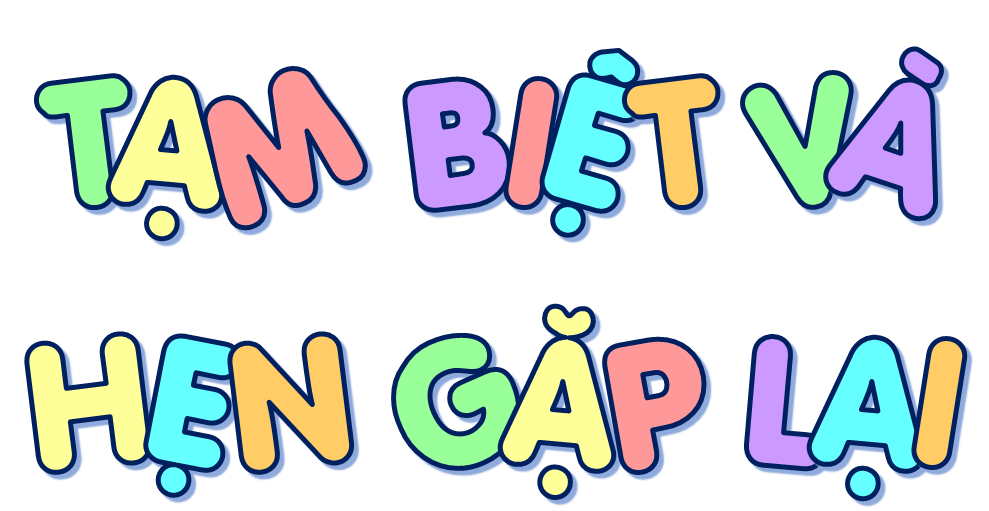 TẠM BIỆT VÀ
HẸN GẶP LẠI